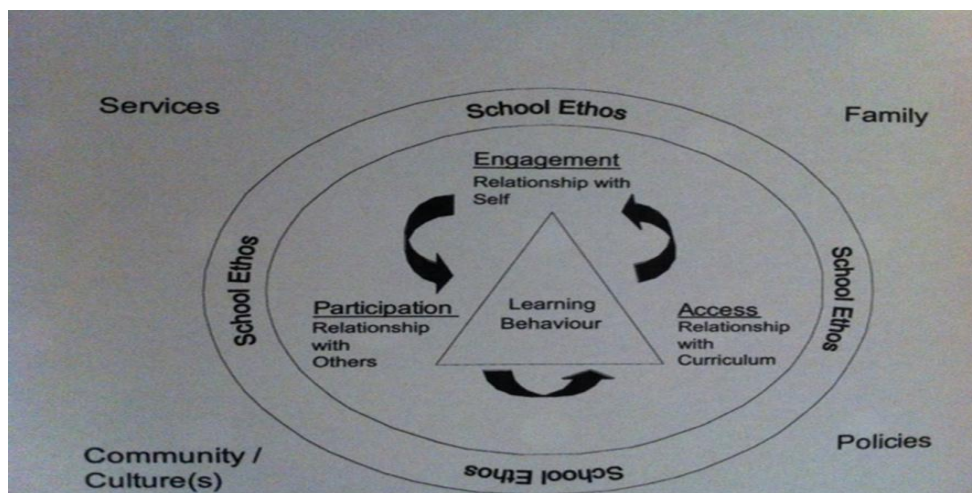 Services
School Ethos
Family
Engagement
Relationship with
Self
School Ethos
Participation
Relationship
with
Others
Learning
Behaviour
Access
Relationship
with
Curriculum
School Ethos
Community /
Culture(s)
Policies
School Ethos